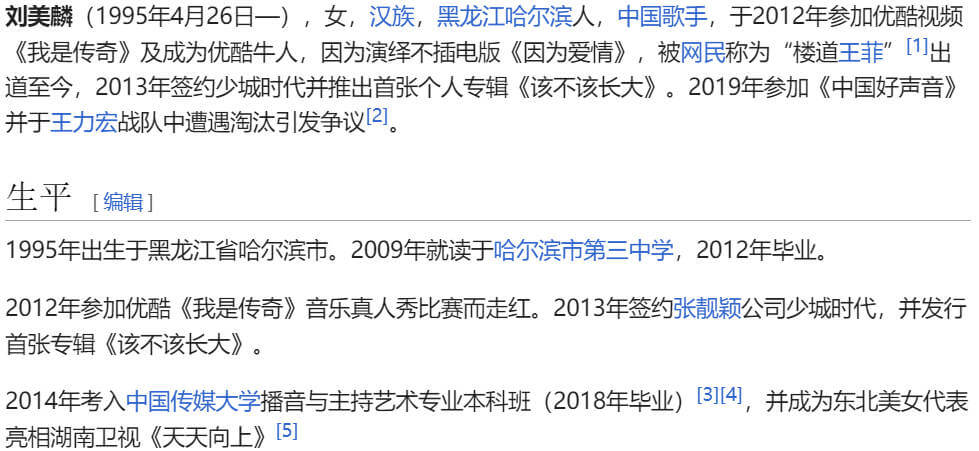 刘美麟（1995年4月26日—），女，汉族，黑龙江哈尔滨人，中国歌手，于2012年参加优酷视频
《我是传奇》及成为优酷牛人，因为演绎不插电版《因为爱情》，被网民称为“楼道王菲”[1]出
道至今，2013年签约少城时代并推出首张个人专辑《该不该长大》。2019年参加《中国好声音》
并于王力宏战队中遭遇淘汰引发争议[2]。
生平 [ 编辑 ]
1995年出生于黑龙江省哈尔滨市。2009年就读于哈尔滨市第三中学，2012年毕业。
2012年参加优酷《我是传奇》音乐真人秀比赛而走红。2013年签约张靓颖公司少城时代，并发行
首张专辑《该不该长大》。
2014年考入中国传媒大学播音与主持艺术专业本科班（2018年毕业）[3][4]，并成为东北美女代表
亮相湖南卫视《天天向上》[5]